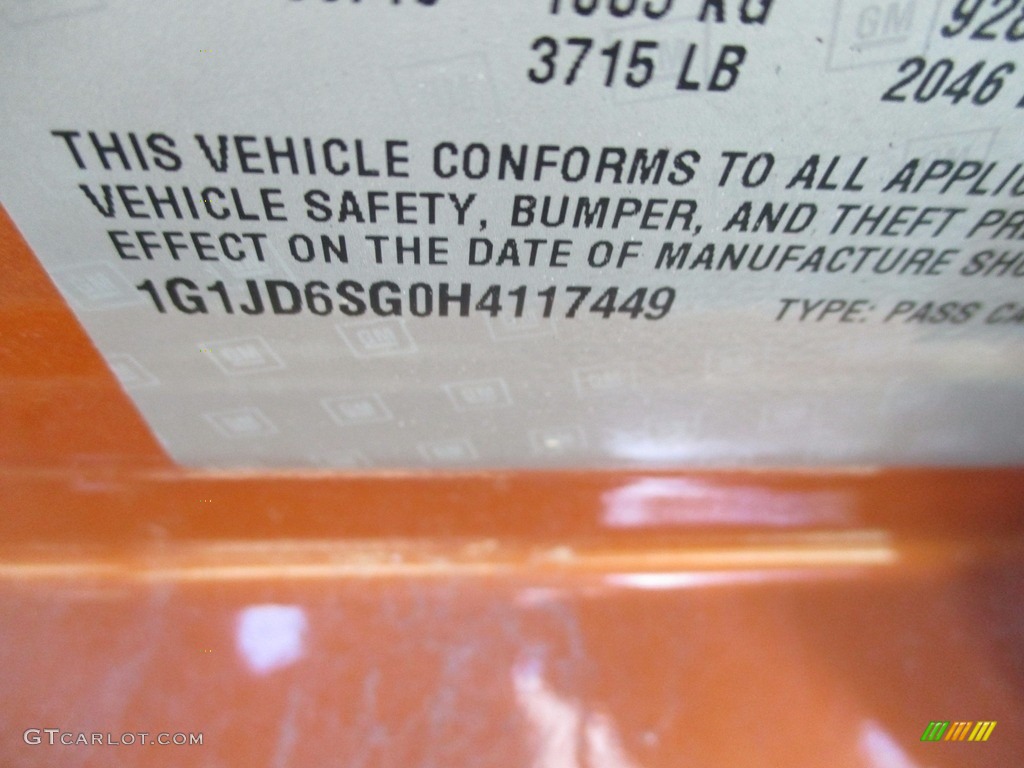 KG
3715 LB
2046
THIS VEHICLE CONFORMS TO ALL
VEHICLE SAFETY, BUMPER, AND THEFT
EFFECT ON THE DATE OF MANUFACTURE
1G1JD6SG0H4117449 TYPE: PASS
GM
GTCARLOT.COM